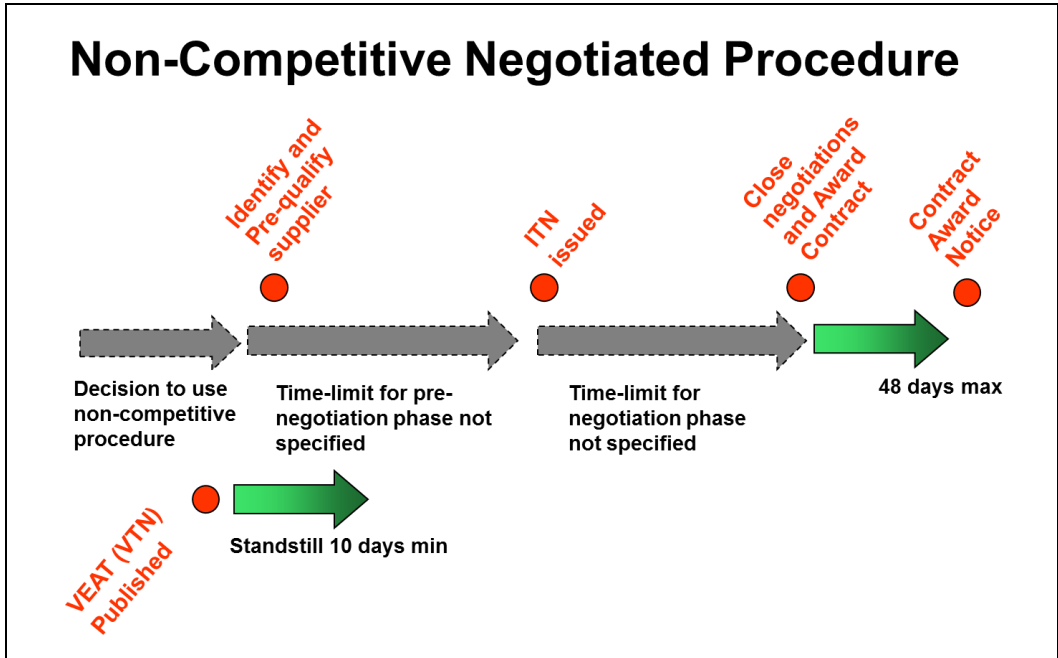 Non-Competitive Negotiated Procedure
Identify and
Pre-qualify
supplier
ITN
issued
Close
negotiations
and Award
Contract
Contract
Award
Notice
Decision to use
non-competitive
procedure
Time-limit for pre-
negotiation phase not
specified
Time-limit for
negotiation phase
not specified
48 days max
VEAT (VTN)
Published
Standstill 10 days min